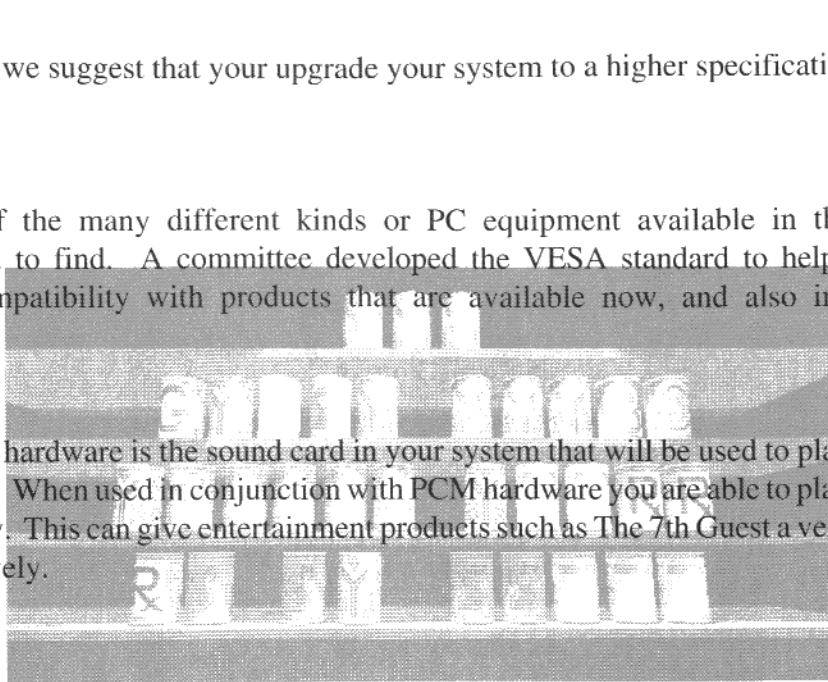 we suggest that your upgrade your system to a higher specificati
f the many different kinds or PC equipment available in th
to find. A committee developed the VESA standard to help
mpatibility with products that are available now, and also in
hardware is the sound card in your system that will be used to pla
. When used in conjunction with PCM hardware you are able to pla
. This can give entertainment products such as The 7th Guest a ve
ely.